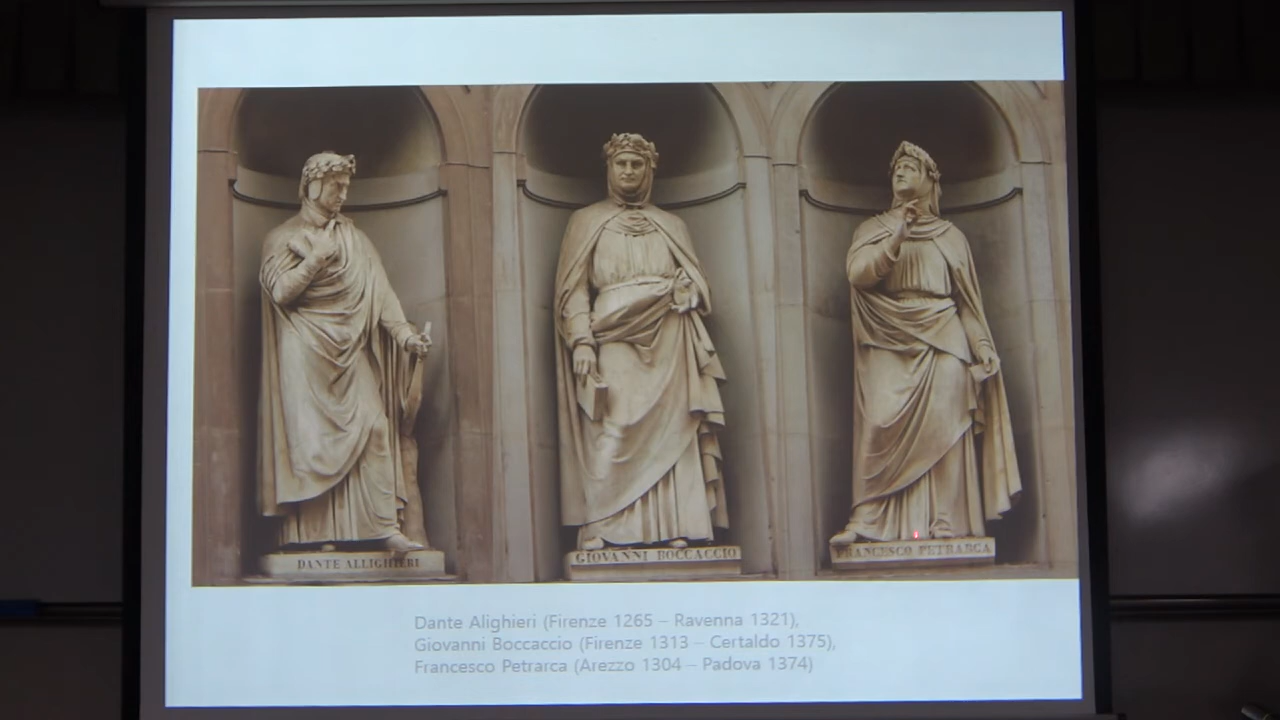 DANTE ALLIGHIERI
GIOVANNI BOCCACCIO
FRANCESCO PETRARCA
Dante Alighieri (Firenze 1265 – Ravenna 1321),
Giovanni Boccaccio (Firenze 1313 – Certaldo 1375),
Francesco Petrarca (Arezzo 1304 – Padova 1374)